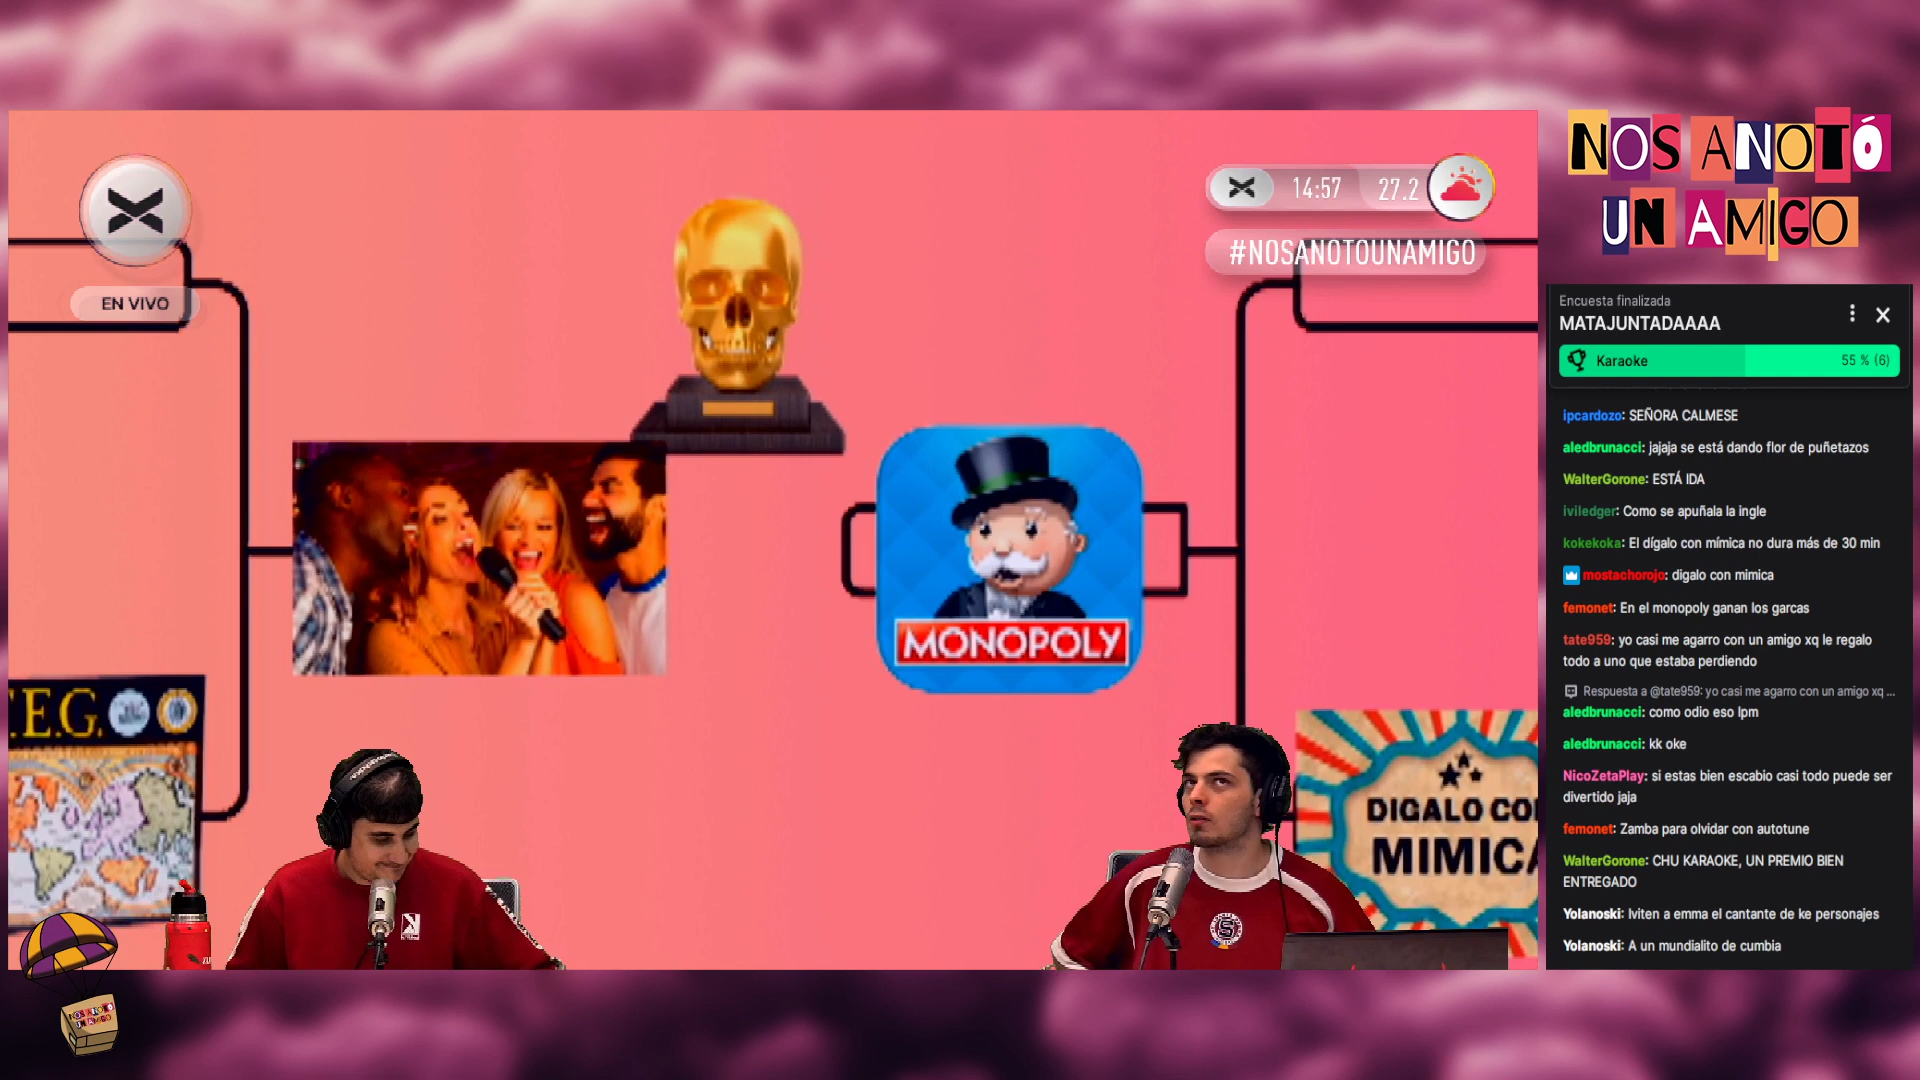 EN VIVO
14:57 27.2
#NOSANOTOUNAMIGO
MONOPOLY
.E.G.
DIGALO CO
MIMICA
NOS ANOTÓ
UN AMIGO
NOS ANOTÓ
UN AMIGO
Encuesta finalizada
MATAJUNTADAAAA
Karaoke 55 % (6)
ipcardozo: SEÑORA CALMESE
aledbrunacci: jajaja se está dando flor de puñetazos
WalterGorone: ESTÁ IDA
iviledger: Como se apuñala la ingle
kokekoka: El dígalo con mímica no dura más de 30 min
mostachorojo: digalo con mimica
femonet: En el monopoly ganan los garcas
tate959: yo casi me agarro con un amigo xq le regalo
todo a uno que estaba perdiendo
Respuesta a @tate959: yo casi me agarro con un amigo xq ...
aledbrunacci: como odio eso lpm
aledbrunacci: kk oke
NicoZetaPlay: si estas bien escabio casi todo puede ser
divertido jaja
femonet: Zamba para olvidar con autotune
WalterGorone: CHU KARAOKE, UN PREMIO BIEN
ENTREGADO
Yolanoski: Iviten a emma el cantante de ke personajes
Yolanoski: A un mundialito de cumbia